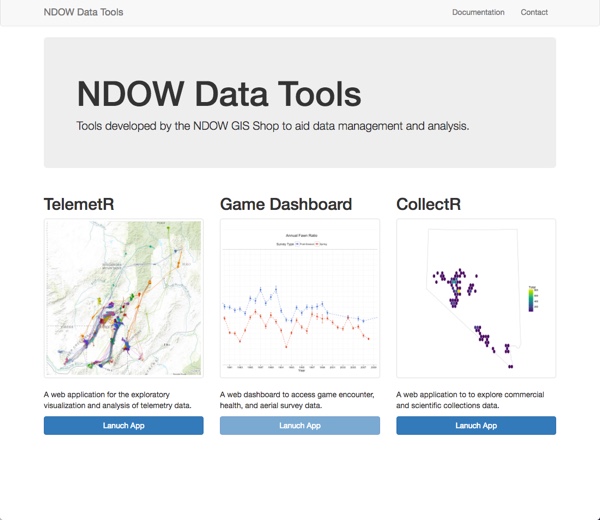 NDOW Data Tools
Documentation
Contact
NDOW Data Tools
Tools developed by the NDOW GIS Shop to aid data management and analysis.
TelemetR
Game Dashboard
CollectR
Annual Fawn Ratio
A web application for the exploratory
visualization and analysis of telemetry data.
Lanuch App
A web dashboard to access game encounter,
health, and aerial survey data.
Lanuch App
A web application to to explore commercial
and scientific collections data.
Lanuch App